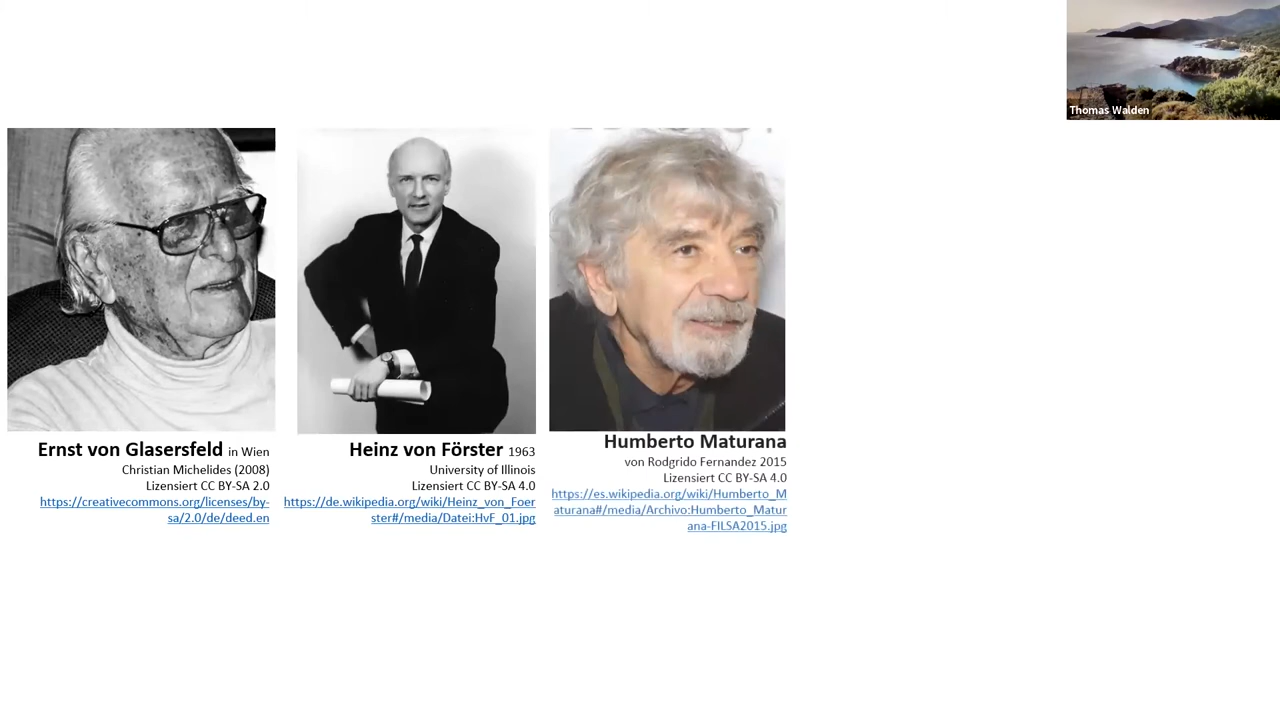 Thomas Walden
Ernst von Glasersfeld in Wien
Christian Michelides (2008)
Lizensiert CC BY-SA 2.0
https://creativecommons.org/licenses/by-
sa/2.0/de/deed.en
Heinz von Förster 1963
University of Illinois
Lizensiert CC BY-SA 4.0
https://de.wikipedia.org/wiki/Heinz_von_Foer
ster#/media/Datei:HvF_01.jpg
Humberto Maturana
von Rodgrido Fernandez 2015
Lizensiert CC BY-SA 4.0
https://es.wikipedia.org/wiki/Humberto_M
aturana#/media/Archivo:Humberto_Matur
ana-FILSA2015.jpg